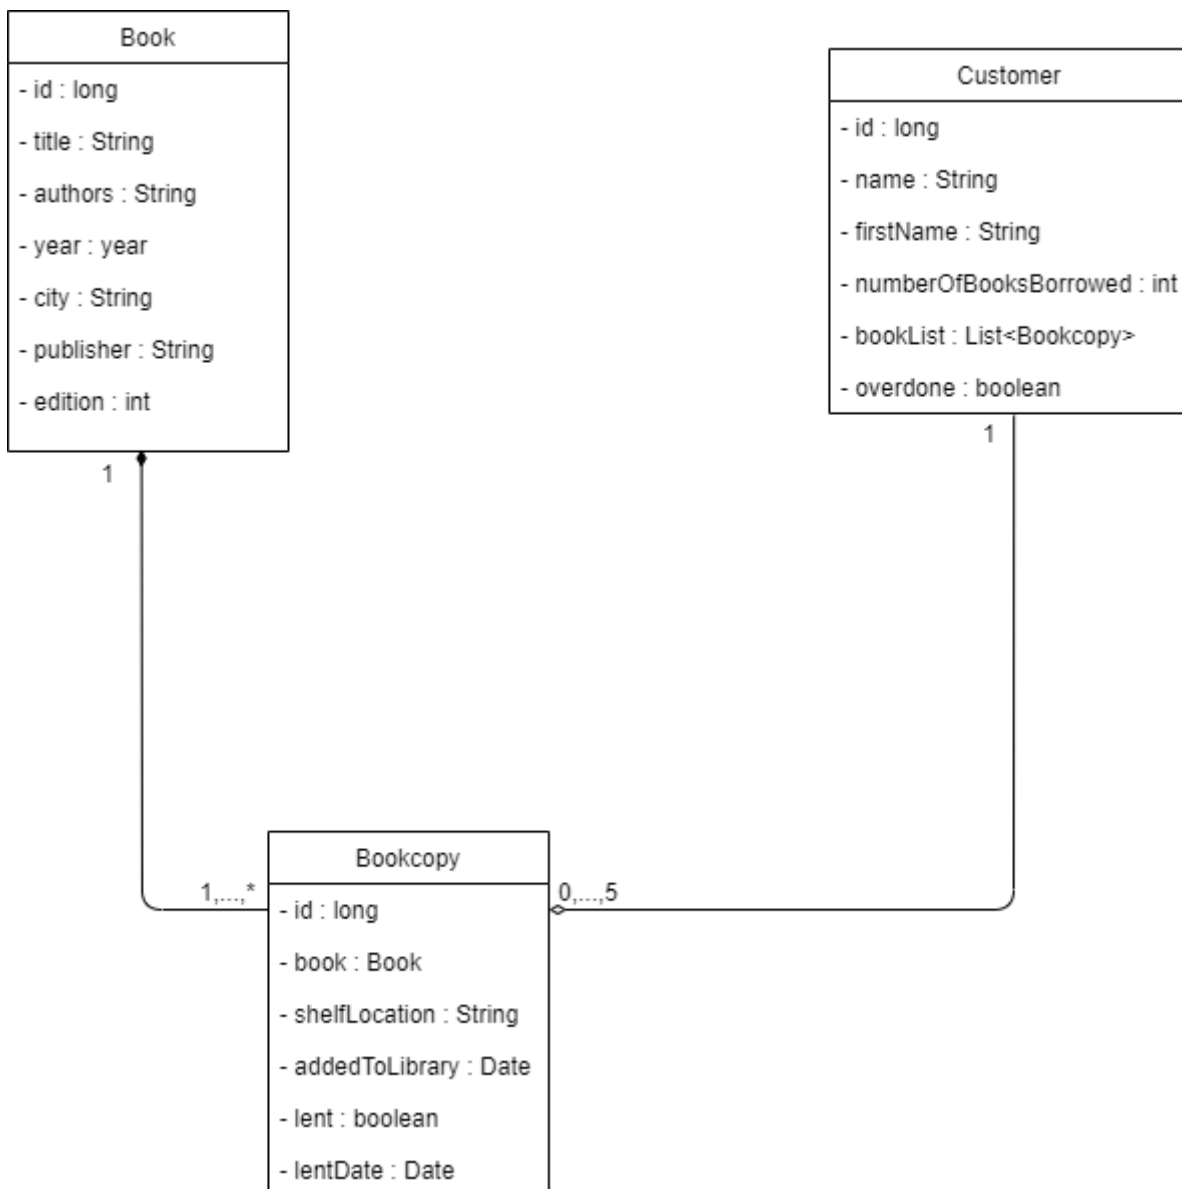 Book
- id : long
- title : String
- authors : String
- year : year
- city : String
- publisher : String
- edition : int
1
Customer
- id : long
- name : String
- firstName : String
- numberOfBooksBorrowed : int
- bookList : List<Bookcopy>
- overdone : boolean
1
1,...,*
0,...,5
Bookcopy
- id : long
- book : Book
- shelfLocation : String
- addedToLibrary : Date
- lent : boolean
- lentDate : Date